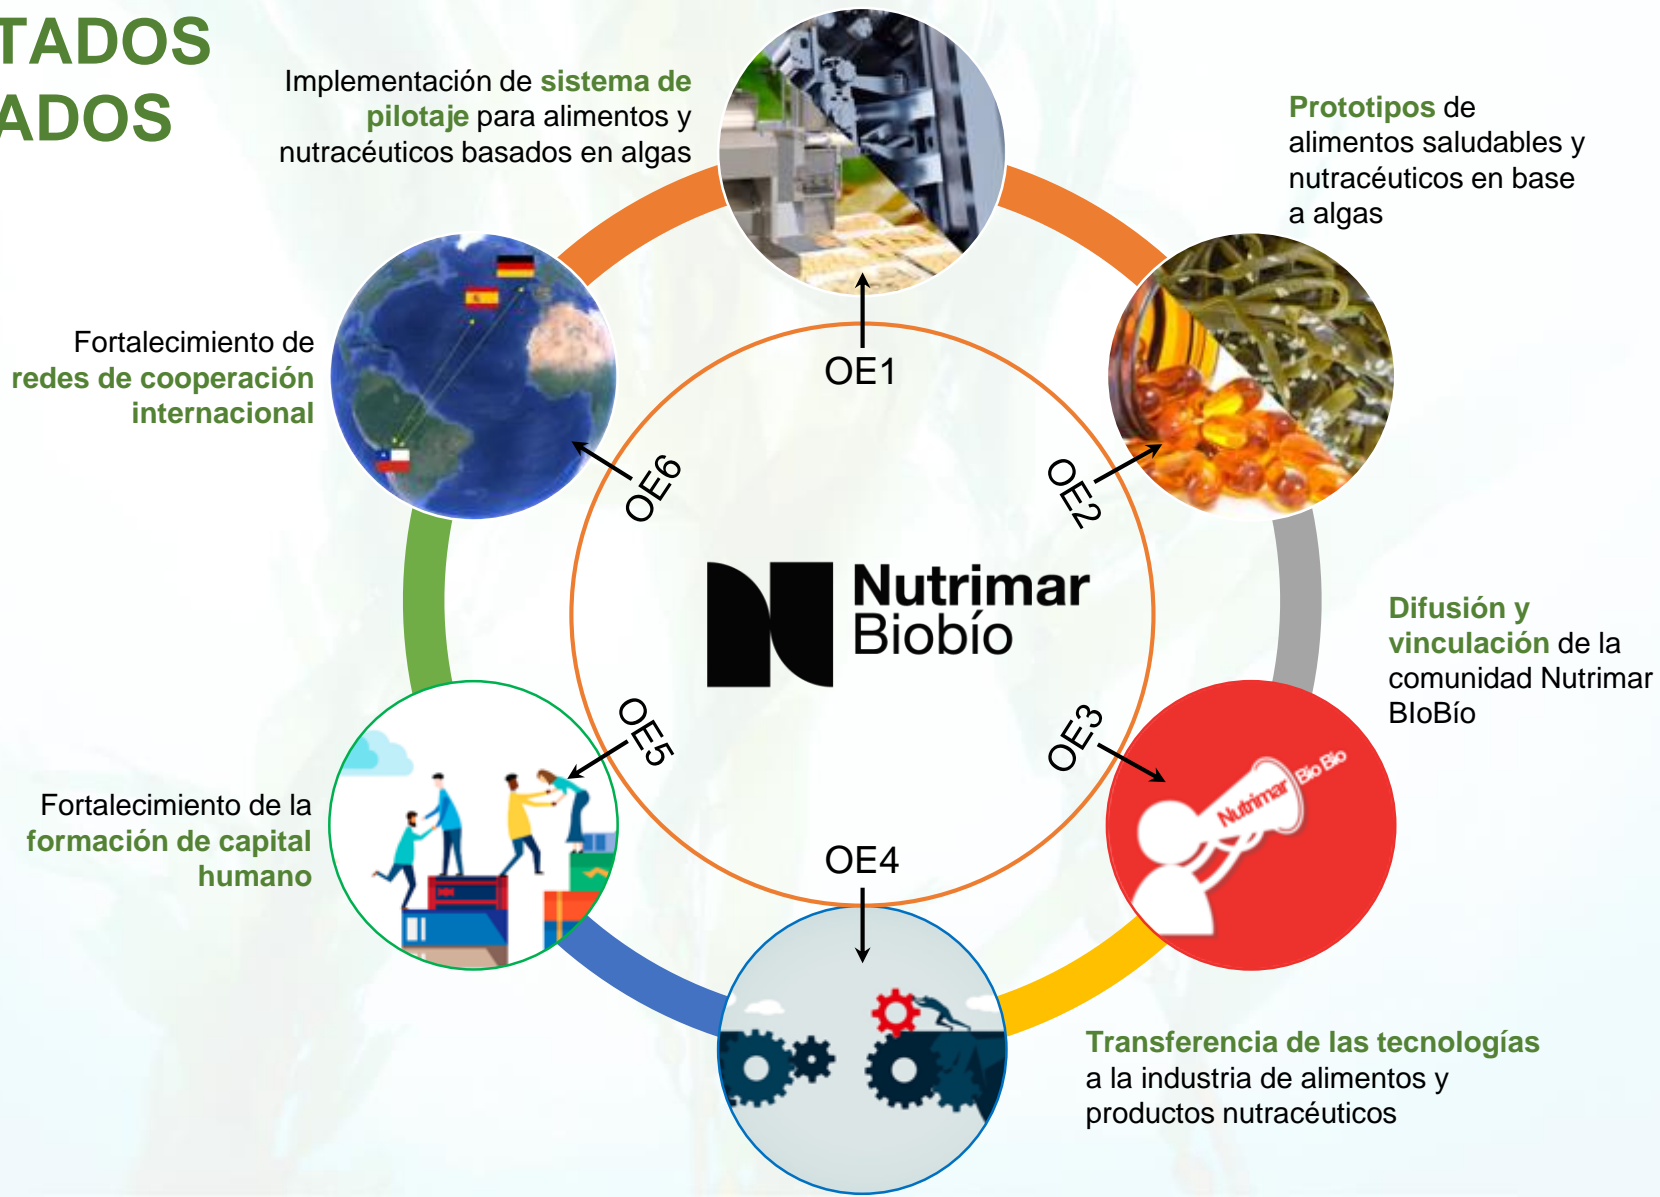 TADOS
ADOS
Implementación de sistema de
pilotaje para alimentos y
nutracéuticos basados en algas
Prototipos de
alimentos saludables y
nutracéuticos en base
a algas
Fortalecimiento de
redes de cooperación
internacional
OE1
OE6
OE2
Nutrimar
Biobío
Difusión y
vinculación de la
comunidad Nutrimar
BIoBío
OE5
OE3
Nutrimar Bio Bio
Fortalecimiento de la
formación de capital
humano
OE4
Transferencia de las tecnologías
a la industria de alimentos y
productos nutracéuticos